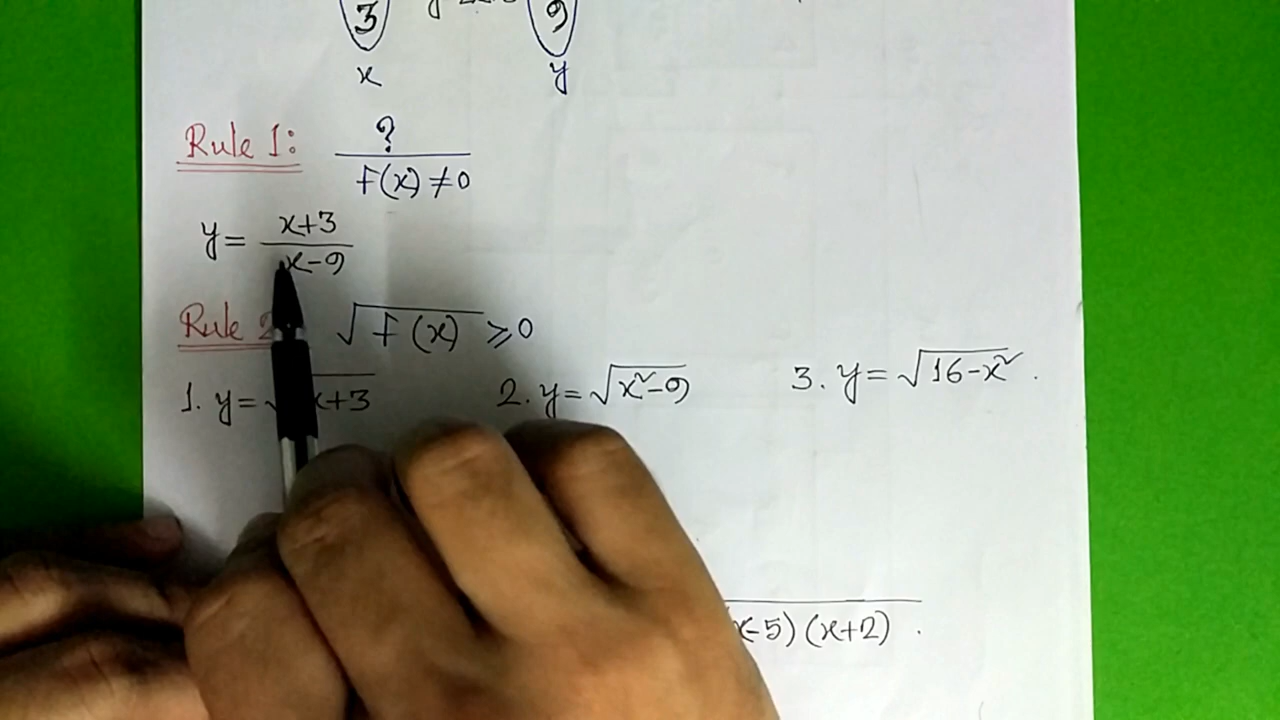 3 9
x y
Rule 1: ? / f(x) ≠ 0
y = x+3 / x-9
Rule √f(x) ≥ 0
1. y = √x+3 2. y = √x²-9 3. y = √16-x² .
x-5) (x+2) .